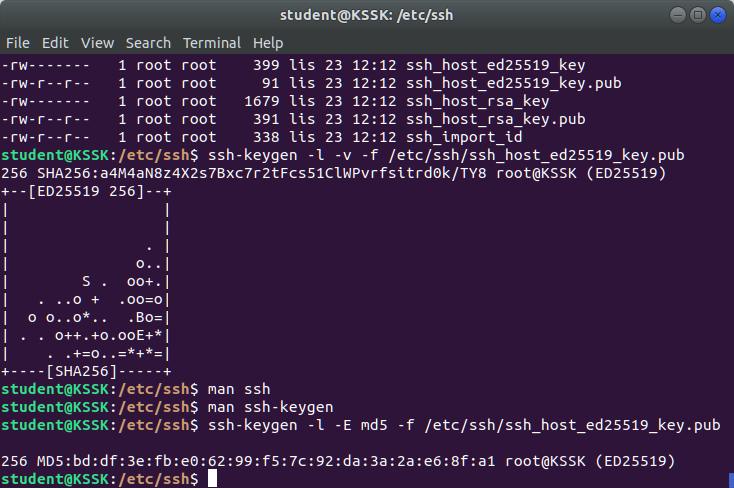 student@KSSK: /etc/ssh
File Edit View Search Terminal Help
-rw-------   1 root root    399 lis 23 12:12 ssh_host_ed25519_key
-rw-r--r--   1 root root     91 lis 23 12:12 ssh_host_ed25519_key.pub
-rw-------   1 root root   1679 lis 23 12:12 ssh_host_rsa_key
-rw-r--r--   1 root root    391 lis 23 12:12 ssh_host_rsa_key.pub
-rw-r--r--   1 root root    338 lis 23 12:12 ssh_import_id
student@KSSK:/etc/ssh$ ssh-keygen -l -v -f /etc/ssh/ssh_host_ed25519_key.pub
256 SHA256:a4M4aN8z4X2s7Bxc7r2tFcs51ClWPvrfsitrd0k/TY8 root@KSSK (ED25519)
+--[ED25519 256]--+
|                 |
|                 |
|               . |
|              o..|
|        S .  oo+.|
|   . ..o +  .oo=o|
|  o o..o*..  .Bo=|
| . . o++.+o.ooE+*|
|    . .+=o..=*+*=|
+----[SHA256]-----+
student@KSSK:/etc/ssh$ man ssh
student@KSSK:/etc/ssh$ man ssh-keygen
student@KSSK:/etc/ssh$ ssh-keygen -l -E md5 -f /etc/ssh/ssh_host_ed25519_key.pub
256 MD5:bd:df:3e:fb:e0:62:99:f5:7c:92:da:3a:2a:e6:8f:a1 root@KSSK (ED25519)
student@KSSK:/etc/ssh$